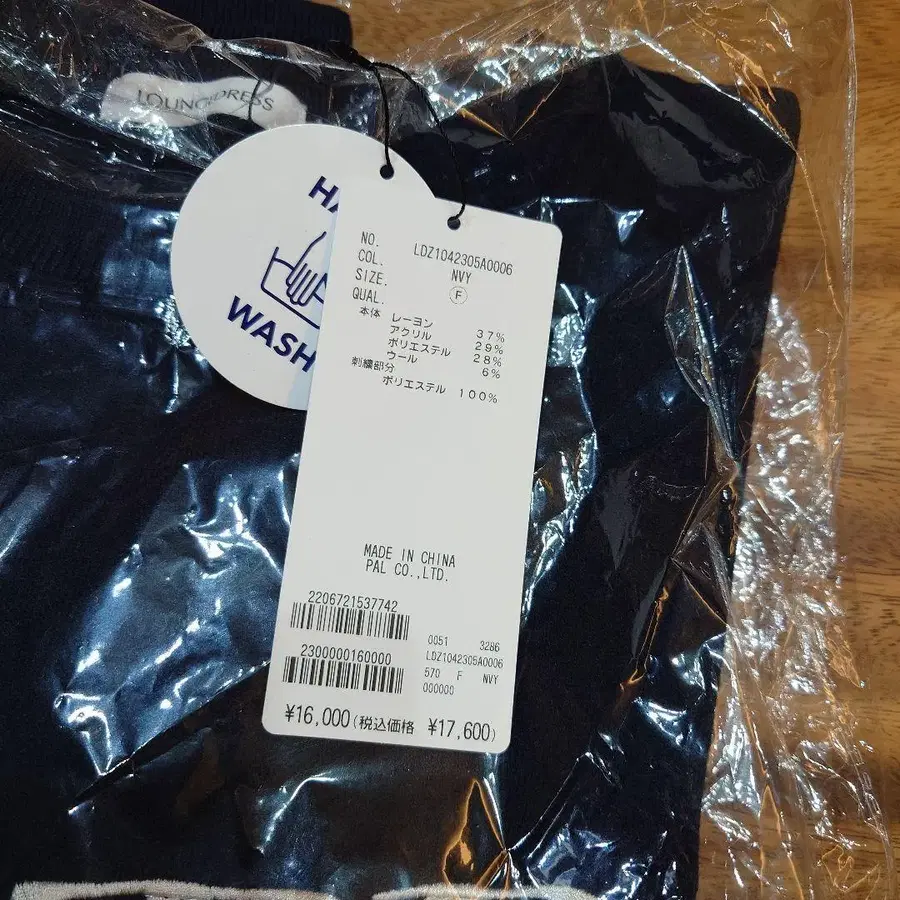 LOUNGEDRESS
HA
WASH
NO. LDZ1042305A0006
COL. NVY
SIZE. Ⓕ
QUAL.
本体 レーヨン 37%
アクリル 29%
ポリエステル 28%
ウール 6%
刺繍部分
ポリエステル 100%
MADE IN CHINA
PAL CO.,LTD.
2206721537742
0051 3286
2300000160000
LDZ1042305A0006
570 F NVY
000000
¥16,000(税込価格 ¥17,600)